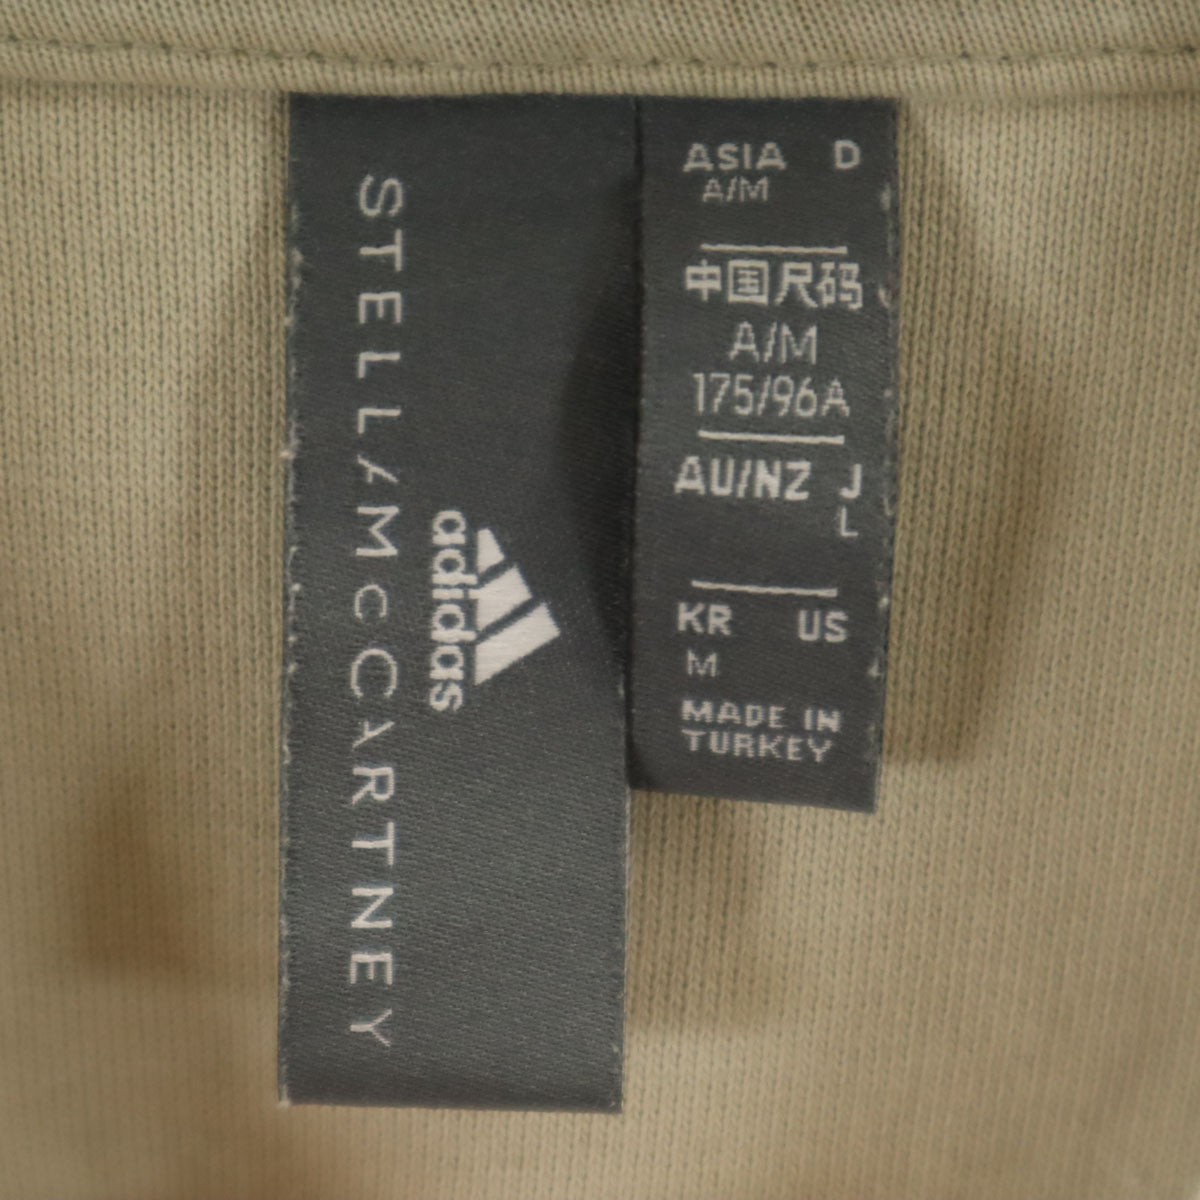 STELLA McCARTNEY
adidas
ASIA D
A/M
中国尺码
A/M
175/96A
AU/NZ J
L
KR US
M
MADE IN
TURKEY